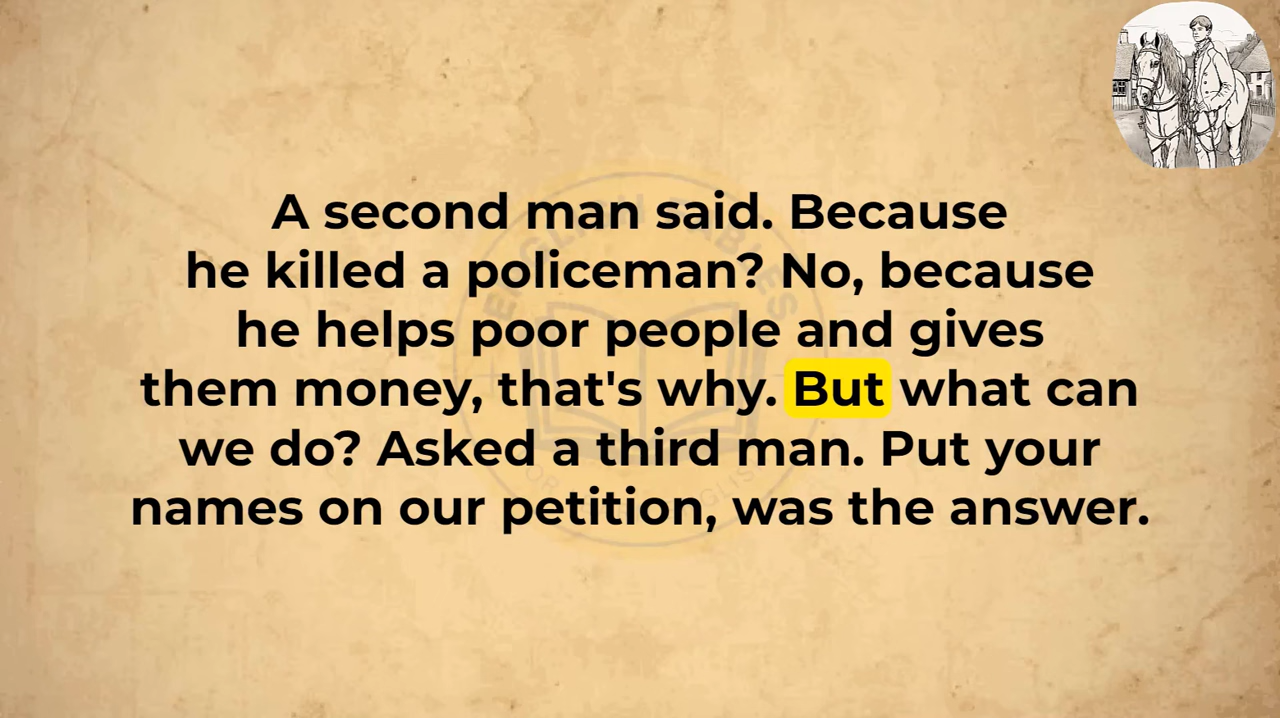 A second man said. Because
he killed a policeman? No, because
he helps poor people and gives
them money, that's why. But what can
we do? Asked a third man. Put your
names on our petition, was the answer.